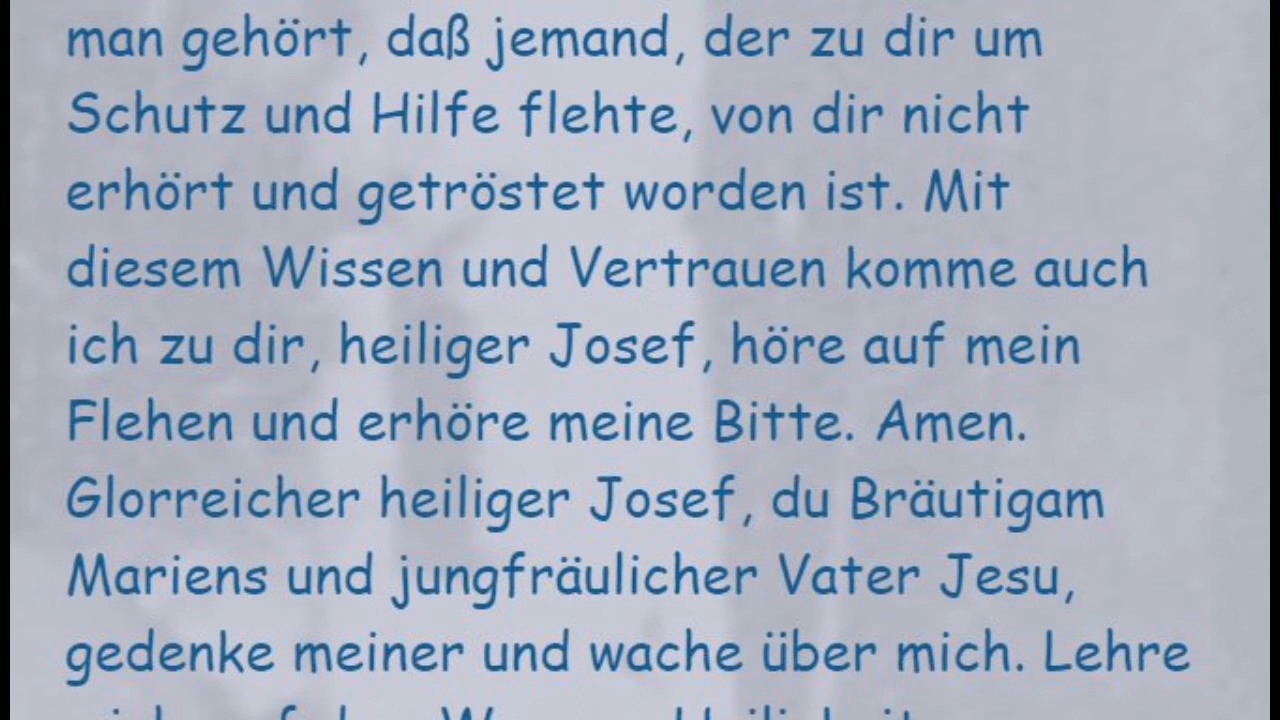 man gehört, daß jemand, der zu dir um
Schutz und Hilfe flehte, von dir nicht
erhört und getröstet worden ist. Mit
diesem Wissen und Vertrauen komme auch
ich zu dir, heiliger Josef, höre auf mein
Flehen und erhöre meine Bitte. Amen.
Glorreicher heiliger Josef, du Bräutigam
Mariens und jungfräulicher Vater Jesu,
gedenke meiner und wache über mich. Lehre